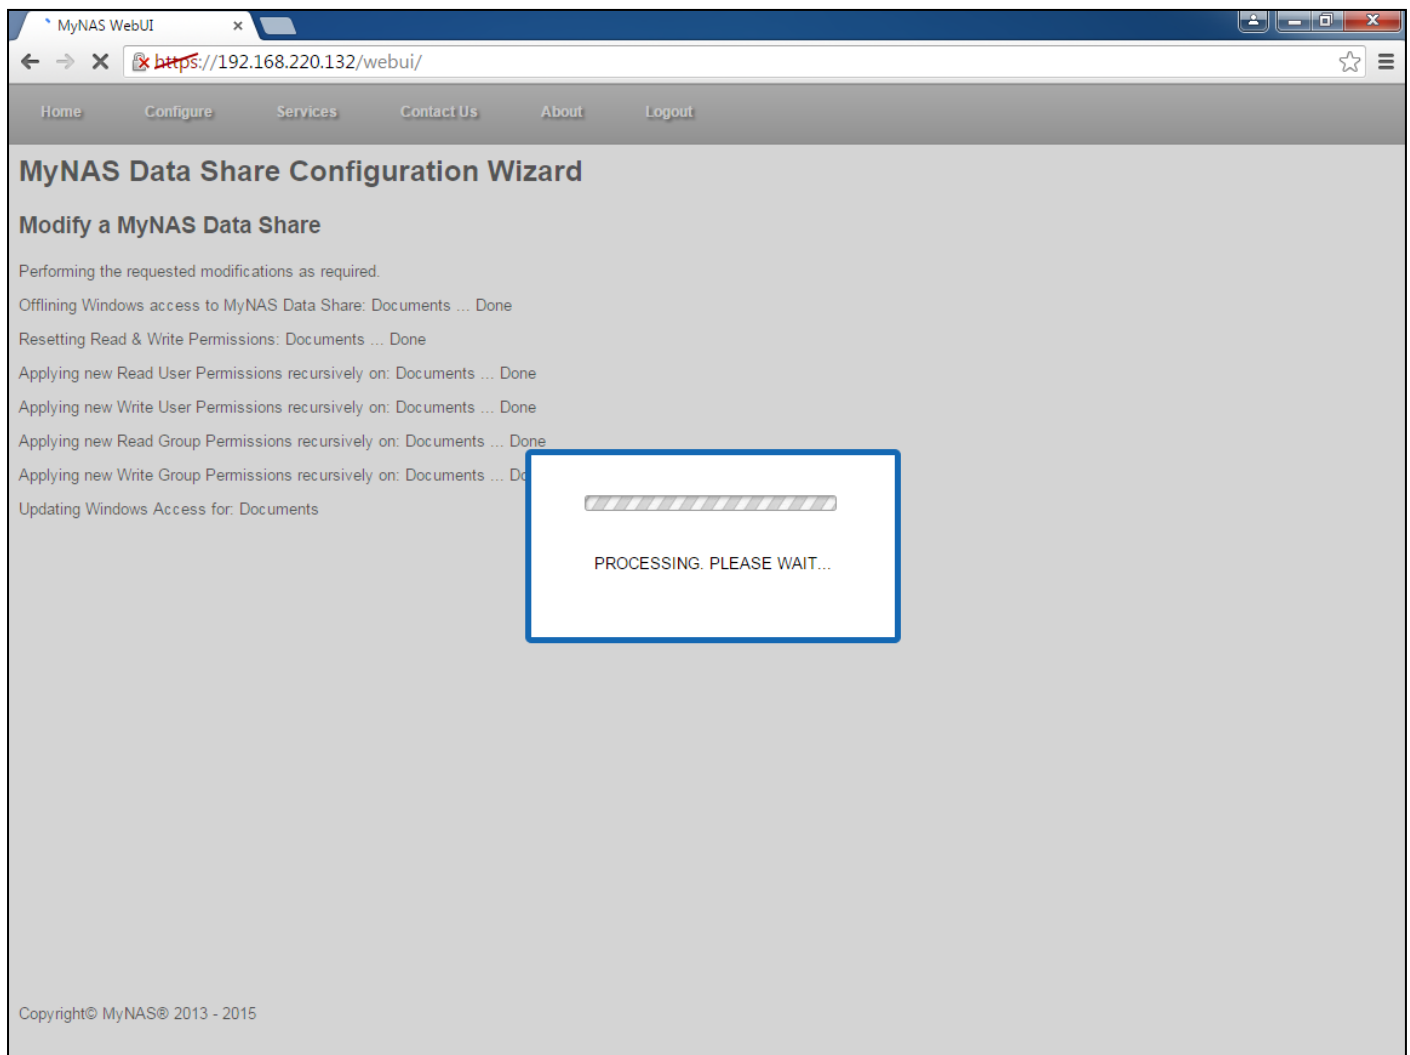 MyNAS WebUI
https://192.168.220.132/webui/
Home Configure Services Contact Us About Logout
MyNAS Data Share Configuration Wizard
Modify a MyNAS Data Share
Performing the requested modifications as required.
Offlining Windows access to MyNAS Data Share: Documents ... Done
Resetting Read & Write Permissions: Documents ... Done
Applying new Read User Permissions recursively on: Documents ... Done
Applying new Write User Permissions recursively on: Documents ... Done
Applying new Read Group Permissions recursively on: Documents ... Done
Applying new Write Group Permissions recursively on: Documents ... Do
Updating Windows Access for: Documents
PROCESSING. PLEASE WAIT...
Copyright© MyNAS® 2013 - 2015